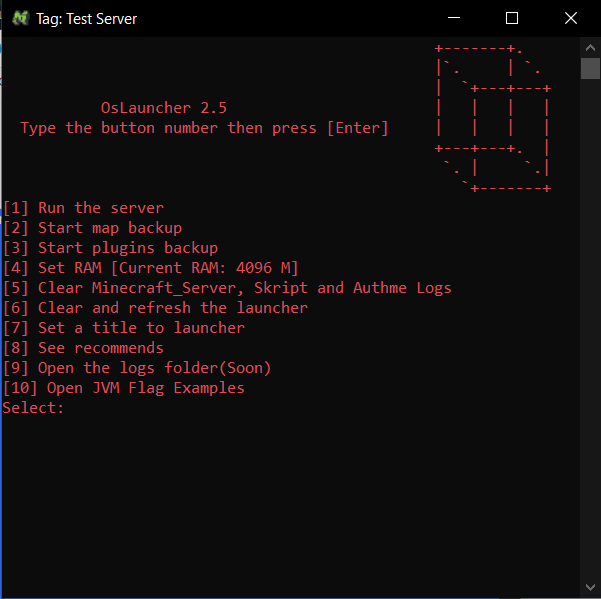 Tag: Test Server
OsLauncher 2.5
Type the button number then press [Enter]
[1] Run the server
[2] Start map backup
[3] Start plugins backup
[4] Set RAM [Current RAM: 4096 M]
[5] Clear Minecraft_Server, Skript and Authme Logs
[6] Clear and refresh the launcher
[7] Set a title to launcher
[8] See recommends
[9] Open the logs folder(Soon)
[10] Open JVM Flag Examples
Select: